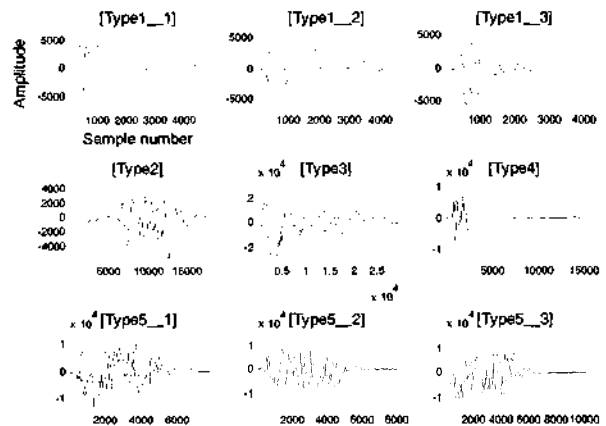 [Type1__1] [Type1__2] [Type1__3]
Amplitude
5000 5000 5000
0 0 0
-5000 -5000 -5000
1000 2000 3000 4000 1000 2000 3000 4000 1000 2000 3000 4000
Sample number
[Type2] x 10^4 [Type3] x 10^4 [Type4]
4000 2 1
2000
0 0 0
-2000
-4000 -2 -1
5000 10000 15000 0.5 1 1.5 2 2.5 5000 10000 15000
x 10^4
x 10^4 [Type5__1] x 10^4 [Type5__2] x 10^4 [Type5__3]
1 1 1
0 0 0
-1 -1 -1
2000 4000 6000 2000 4000 6000 8000 2000 4000 6000 8000 10000